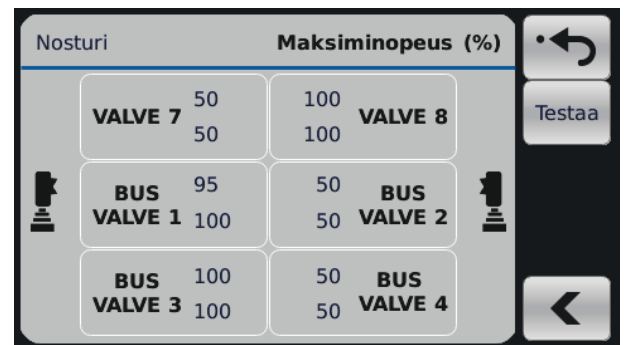 Nosturi Maksiminopeus (%)
VALVE 7 50 50
100 100 VALVE 8
Testaa
BUS VALVE 1 95 100
50 50 BUS VALVE 2
BUS VALVE 3 100 100
50 50 BUS VALVE 4